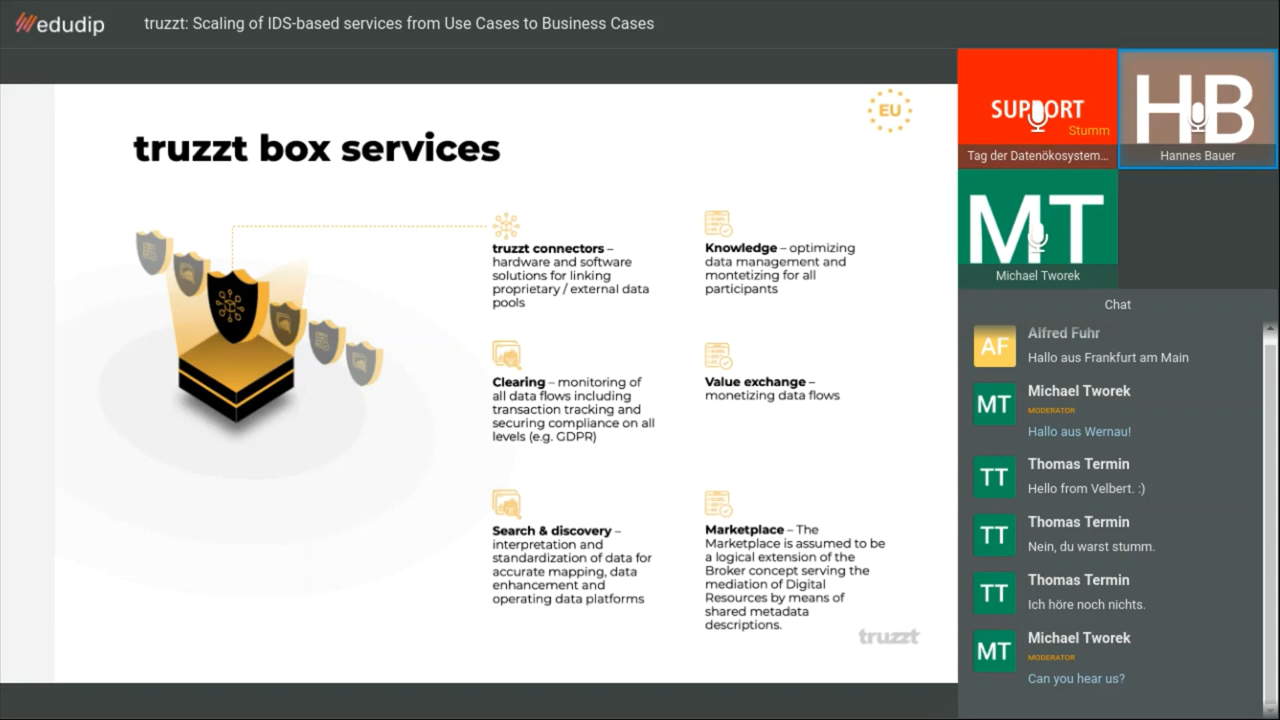 edudip
truzzt: Scaling of IDS-based services from Use Cases to Business Cases
EU
truzzt box services
truzzt connectors –
hardware and software
solutions for linking
proprietary / external data
pools
Knowledge – optimizing
data management and
montetizing for all
participants
Clearing – monitoring of
all data flows including
transaction tracking and
securing compliance on all
levels (e.g. GDPR)
Value exchange –
monetizing data flows
Search & discovery –
interpretation and
standardization of data for
accurate mapping, data
enhancement and
operating data platforms
Marketplace – The
Marketplace is assumed to be
a logical extension of the
Broker concept serving the
mediation of Digital
Resources by means of
shared metadata
descriptions.
truzzt
SUPPORT
Stumm
Tag der Datenökosystem...
HB
Hannes Bauer
MT
Michael Tworek
Chat
AF
Alfred Fuhr
Hallo aus Frankfurt am Main
MT
Michael Tworek
MODERATOR
Hallo aus Wernau!
TT
Thomas Termin
Hello from Velbert. :)
TT
Thomas Termin
Nein, du warst stumm.
TT
Thomas Termin
Ich höre noch nichts.
MT
Michael Tworek
MODERATOR
Can you hear us?